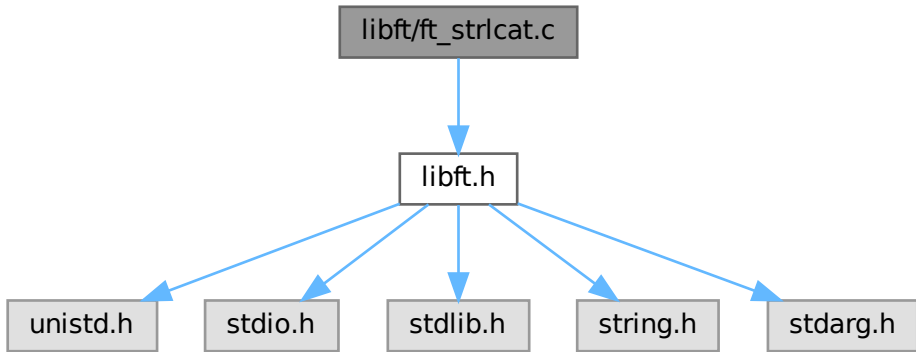 libft/ft_strlcat.c
libft.h
unistd.h
stdio.h
stdlib.h
string.h
stdarg.h